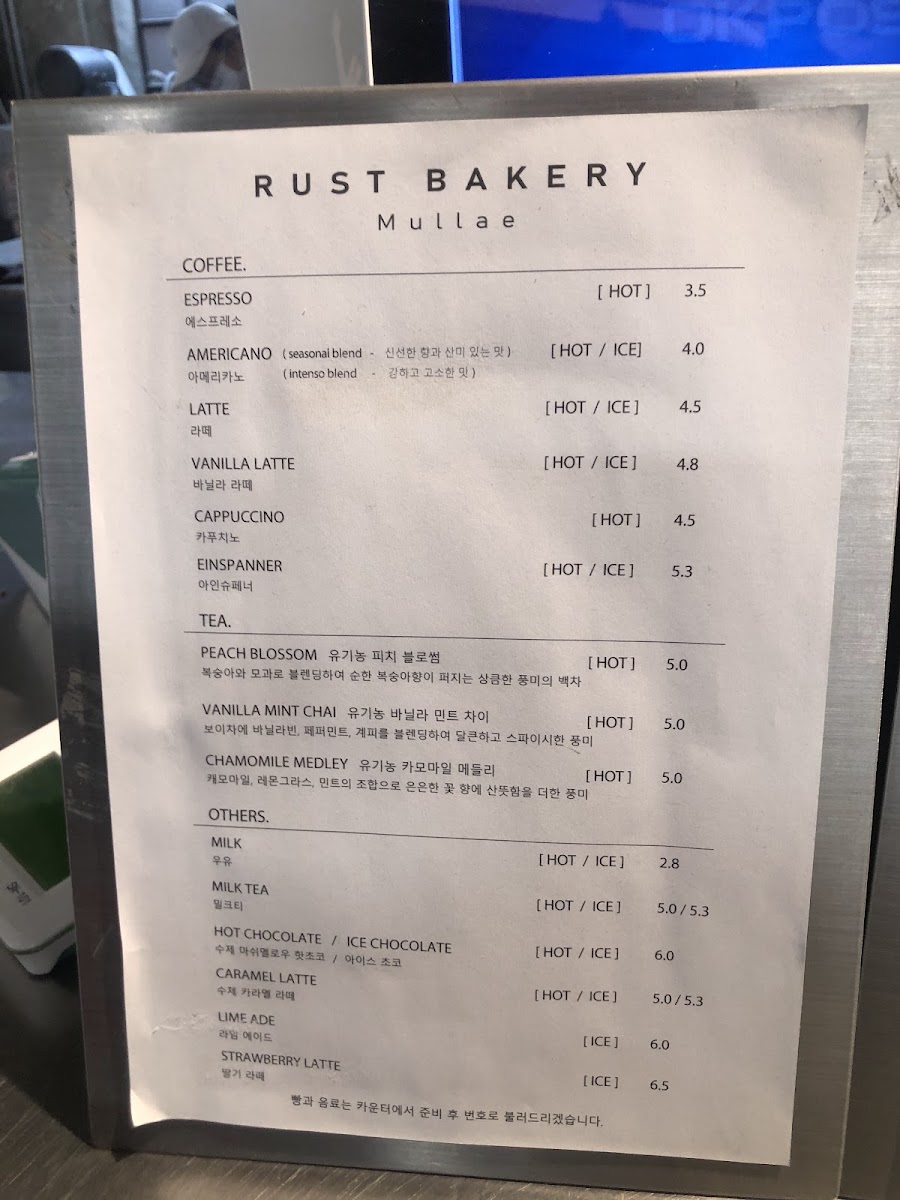 OKPOS
RUST BAKERY
Mullae
COFFEE.
ESPRESSO [ HOT ] 3.5
에스프레소
AMERICANO ( seasonal blend - 신선한 향과 산미 있는 맛 ) [ HOT / ICE] 4.0
아메리카노 ( intenso blend - 강하고 고소한 맛 )
LATTE [ HOT / ICE ] 4.5
라떼
VANILLA LATTE [ HOT / ICE ] 4.8
바닐라 라떼
CAPPUCCINO [ HOT ] 4.5
카푸치노
EINSPANNER [ HOT / ICE ] 5.3
아인슈페너
TEA.
PEACH BLOSSOM 유기농 피치 블로썸 [ HOT ] 5.0
복숭아와 모과로 블렌딩하여 순한 복숭아향이 퍼지는 상큼한 풍미의 백차
VANILLA MINT CHAI 유기농 바닐라 민트 차이 [ HOT ] 5.0
보이차에 바닐라빈, 페퍼민트, 계피를 블렌딩하여 달큰하고 스파이시한 풍미
CHAMOMILE MEDLEY 유기농 카모마일 메들리 [ HOT ] 5.0
캐모마일, 레몬그라스, 민트의 조합으로 은은한 꽃 향에 산뜻함을 더한 풍미
OTHERS.
MILK [ HOT / ICE ] 2.8
우유
MILK TEA [ HOT / ICE ] 5.0 / 5.3
밀크티
HOT CHOCOLATE / ICE CHOCOLATE [ HOT / ICE ] 6.0
수제 마쉬멜로우 핫초코 / 아이스 초코
CARAMEL LATTE [ HOT / ICE ] 5.0 / 5.3
수제 카라멜 라떼
LIME ADE [ ICE ] 6.0
라임 에이드
STRAWBERRY LATTE [ ICE ] 6.5
딸기 라떼
빵과 음료는 카운터에서 준비 후 번호로 불러드리겠습니다.